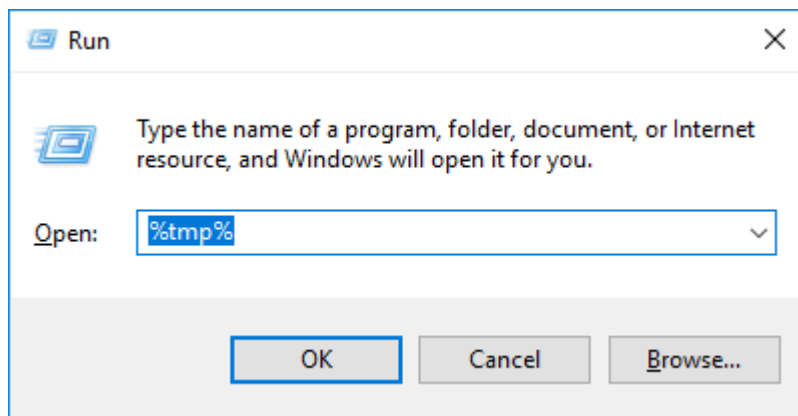 Run
Type the name of a program, folder, document, or Internet
resource, and Windows will open it for you.
Open: %tmp%
OK Cancel Browse...